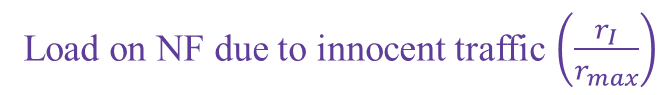 Load on NF due to innocent traffic (r_I / r_max)